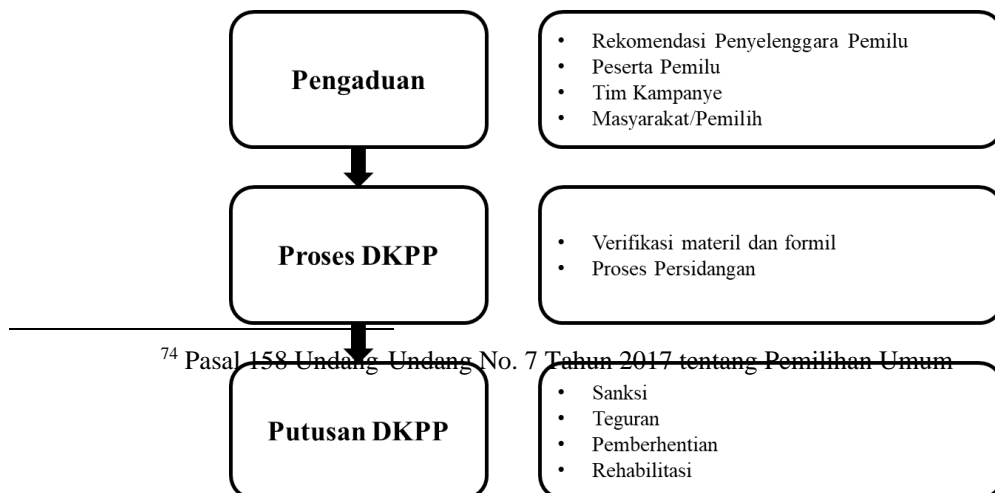 Pengaduan
• Rekomendasi Penyelenggara Pemilu
• Peserta Pemilu
• Tim Kampanye
• Masyarakat/Pemilih
Proses DKPP
• Verifikasi materil dan formil
• Proses Persidangan
74 Pasal 158 Undang-Undang No. 7 Tahun 2017 tentang Pemilihan Umum
Putusan DKPP
• Sanksi
• Teguran
• Pemberhentian
• Rehabilitasi